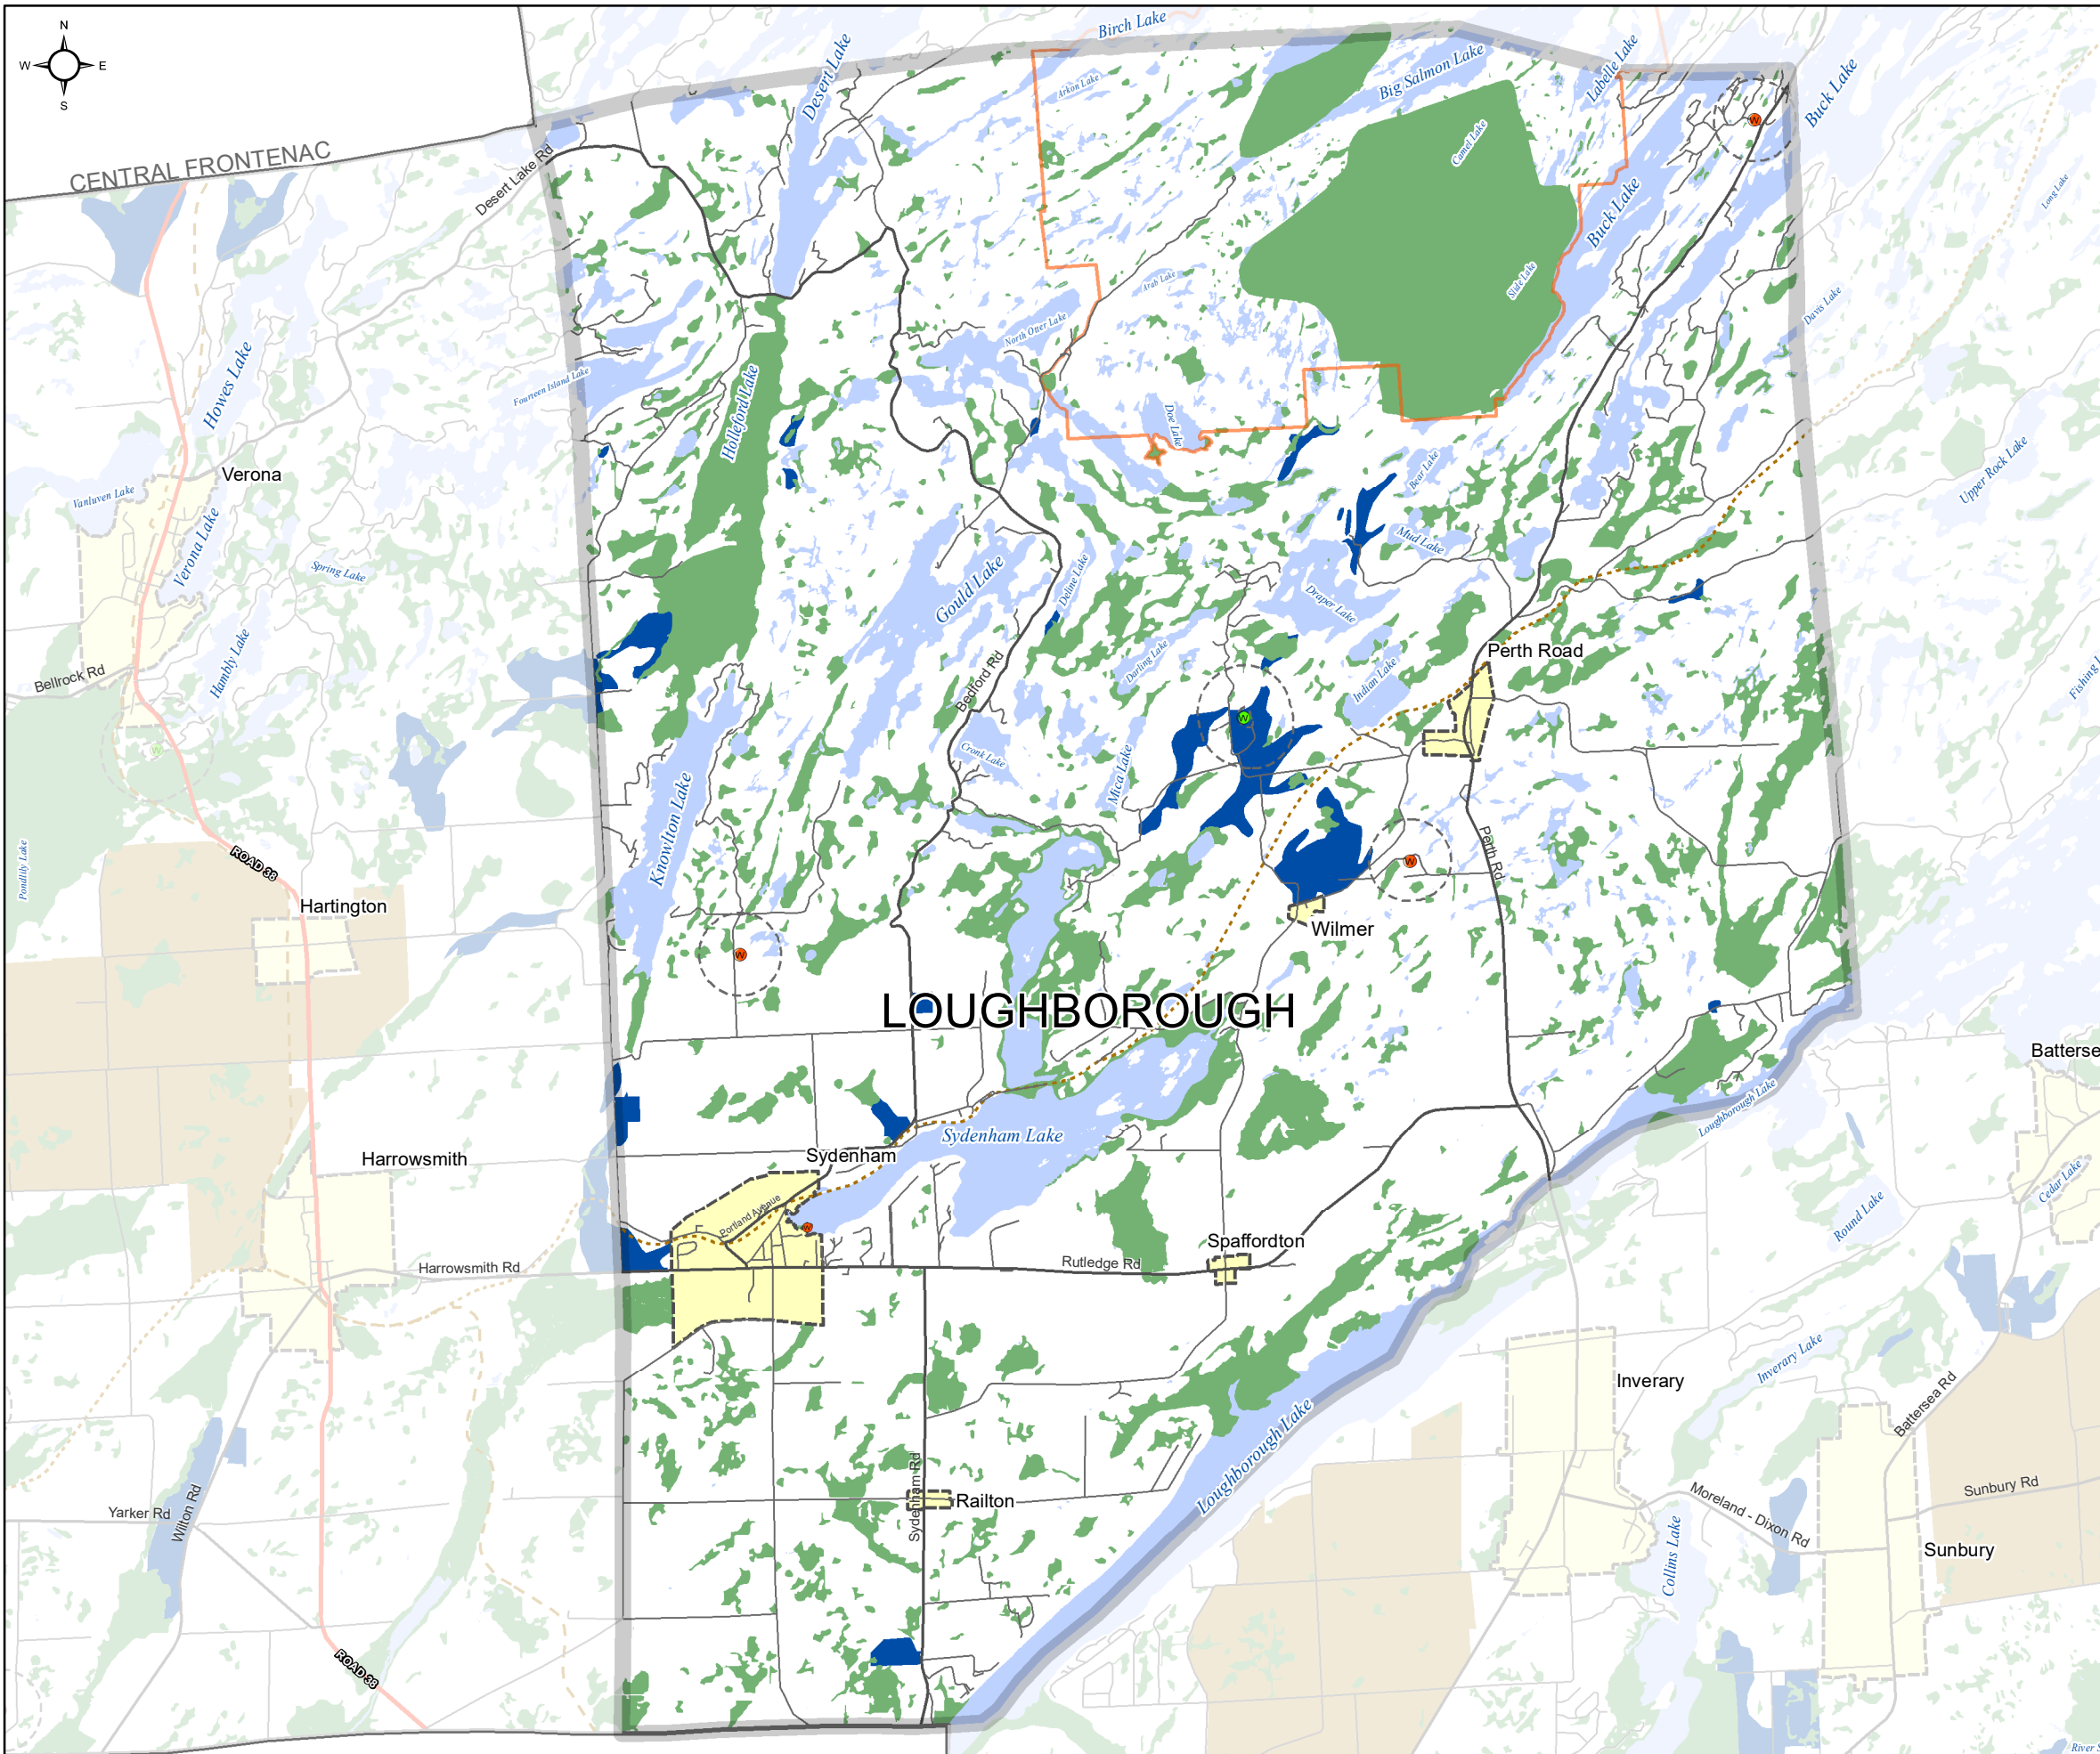 N
W
E
S
CENTRAL FRONTENAC
Desert Lake Rd
Desert Lake
Birch Lake
Arkon Lake
Big Salmon Lake
Labelle Lake
Buck Lake
W
Camel Lake
Long Lake
Buck Lake
Slide Lake
Arab Lake
Davis Lake
North Otter Lake
Howes Lake
Fourteen Island Lake
Holleford Lake
Doe Lake
Verona
Vanluven Lake
Verona Lake
Bear Lake
Upper Rock Lake
Mud Lake
Spring Lake
Gould Lake
Deline Lake
Draper Lake
Hambly Lake
Bellrock Rd
Bedford Rd
Darling Lake
Indian Lake
Perth Road
Fishing L
W
W
Cronk Lake
Mica Lake
Knowlton Lake
Pondlily Lake
ROAD 38
Perth Rd
W
Hartington
Wilmer
W
LOUGHBOROUGH
Batterse
Loughborough Lake
Sydenham Lake
Harrowsmith
Sydenham
Cedar Lake
Portland Avenue
W
Round Lake
Spaffordton
Rutledge Rd
Harrowsmith Rd
Inverary Lake
Inverary
Battersea Rd
Loughborough Lake
Sydenham Rd
Railton
Yarker Rd
Wilton Rd
Moreland - Dixon Rd
Sunbury Rd
Collins Lake
Sunbury
ROAD 38
River S